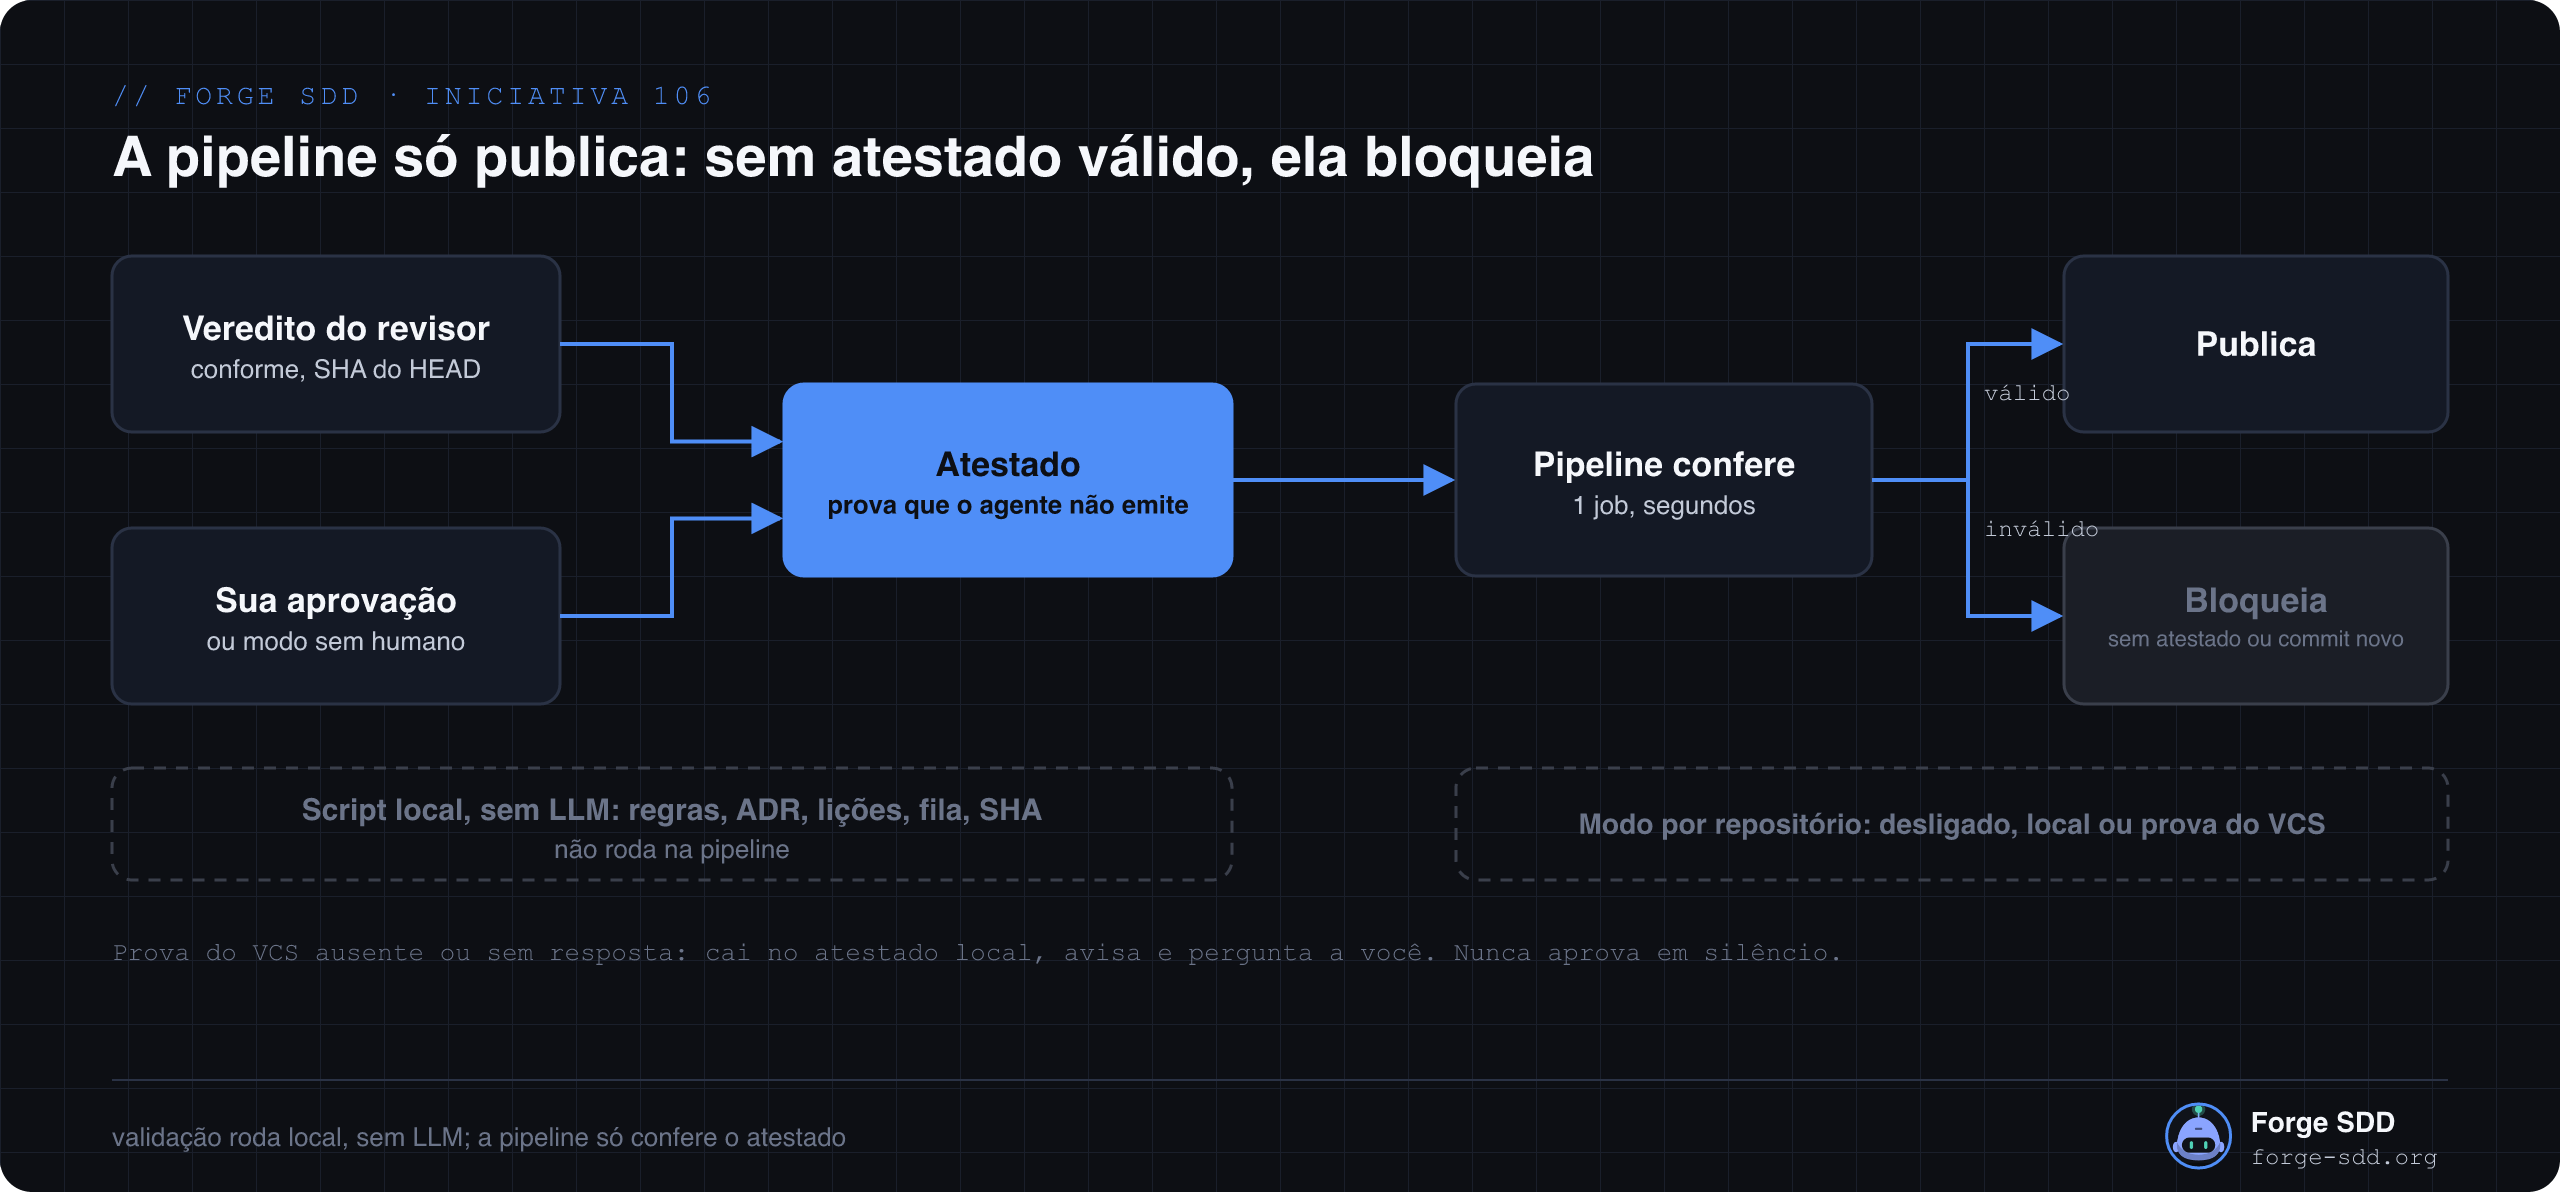 // FORGE SDD · INICIATIVA 106
A pipeline só publica: sem atestado válido, ela bloqueia
Veredito do revisor
conforme, SHA do HEAD
Sua aprovação
ou modo sem humano
Atestado
prova que o agente não emite
Pipeline confere
1 job, segundos
válido
inválido
Publica
Bloqueia
sem atestado ou commit novo
Script local, sem LLM: regras, ADR, lições, fila, SHA
não roda na pipeline
Modo por repositório: desligado, local ou prova do VCS
Prova do VCS ausente ou sem resposta: cai no atestado local, avisa e pergunta a você. Nunca aprova em silêncio.
validação roda local, sem LLM; a pipeline só confere o atestado
Forge SDD
forge-sdd.org